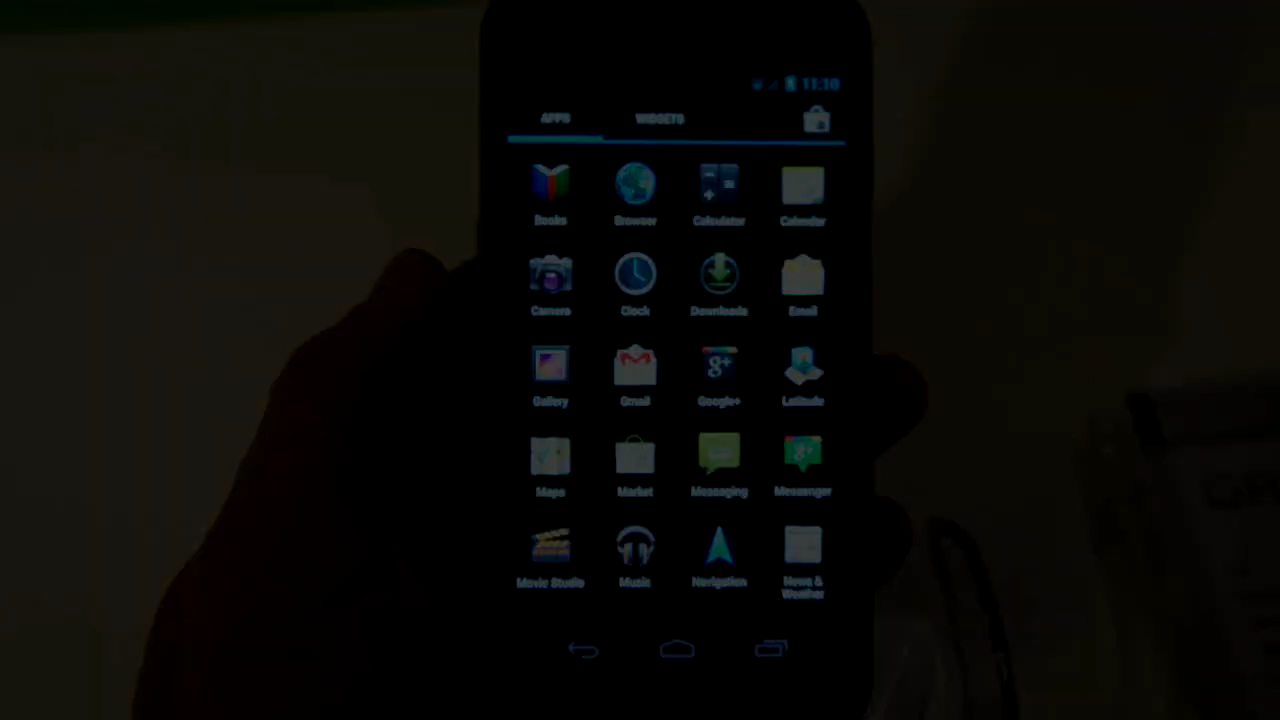 11:10
APPS WIDGETS
Books Browser Calculator Calendar
Camera Clock Downloads Email
Gallery Gmail g+ Google+ Latitude
Maps Market Messaging g+ Messenger
Movie Studio Music Navigation News &
Weather